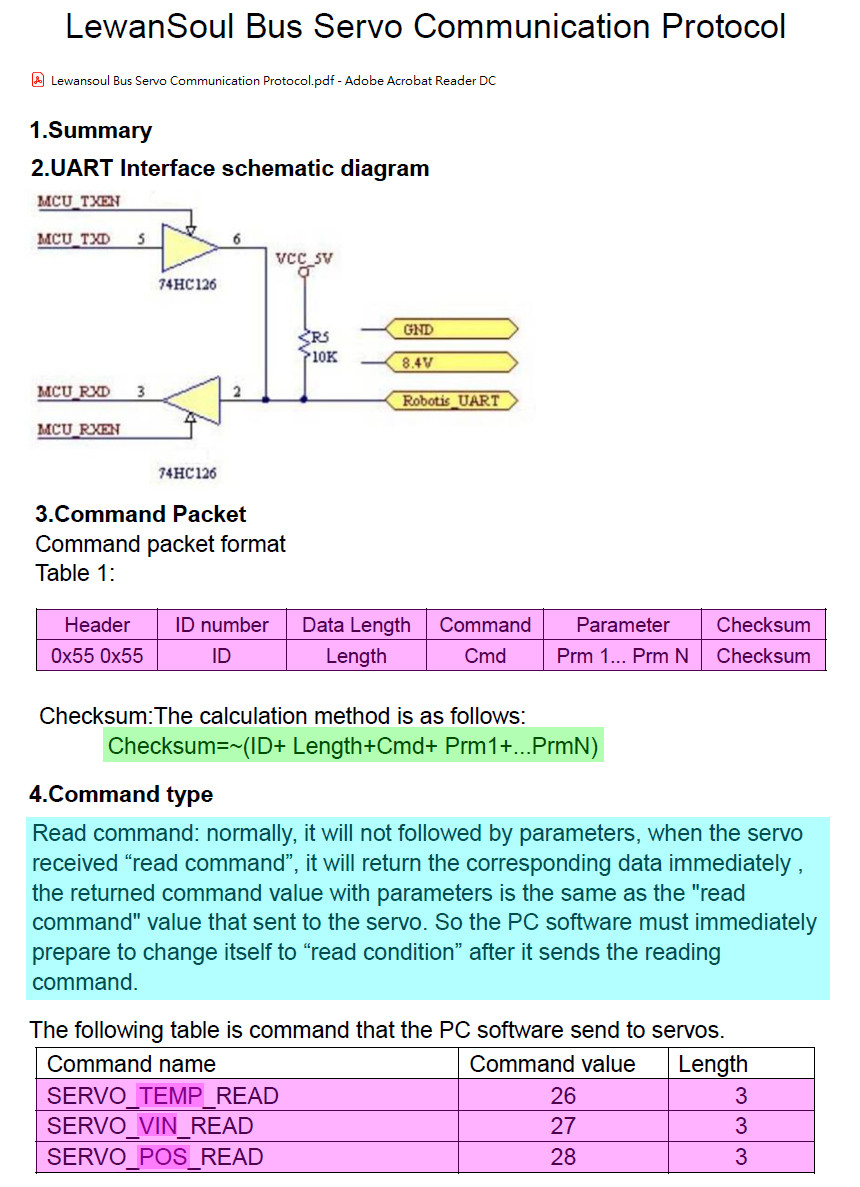 LewanSoul Bus Servo Communication Protocol
Lewansoul Bus Servo Communication Protocol.pdf - Adobe Acrobat Reader DC
1.Summary
2.UART Interface schematic diagram
MCU_TXEN
MCU_TXD 5 6
VCC_5V
74HC126
R5
10K
GND
8.4V
MCU_RXD 3 2
Robotis_UART
MCU_RXEN
74HC126
3.Command Packet
Command packet format
Table 1:
Header ID number Data Length Command Parameter Checksum
0x55 0x55 ID Length Cmd Prm 1... Prm N Checksum
Checksum:The calculation method is as follows:
Checksum=~(ID+ Length+Cmd+ Prm1+...PrmN)
4.Command type
Read command: normally, it will not followed by parameters, when the servo
received “read command”, it will return the corresponding data immediately ,
the returned command value with parameters is the same as the "read
command" value that sent to the servo. So the PC software must immediately
prepare to change itself to “read condition” after it sends the reading
command.
The following table is command that the PC software send to servos.
Command name Command value Length
SERVO_TEMP_READ 26 3
SERVO_VIN_READ 27 3
SERVO_POS_READ 28 3